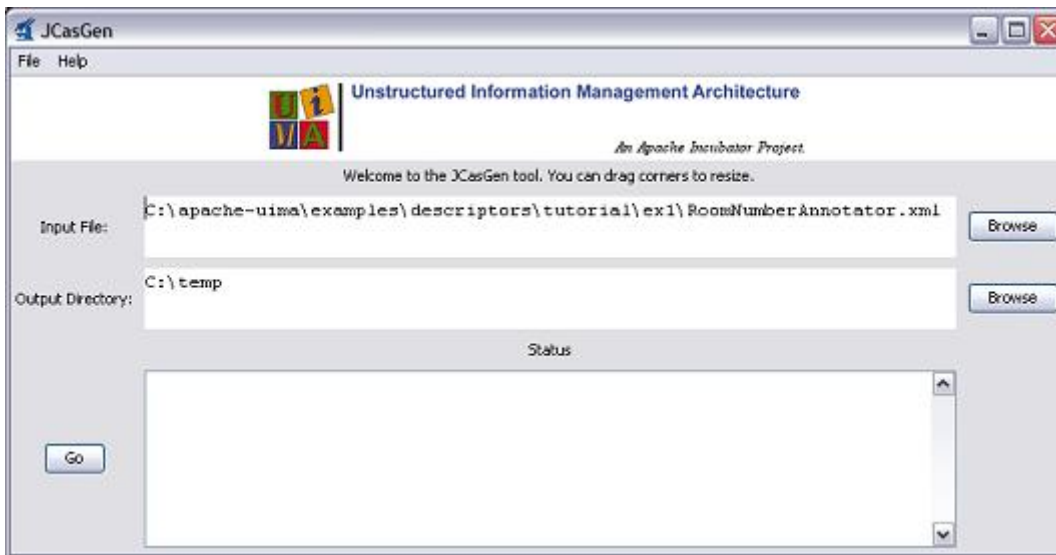 JCasGen
File Help
UIMA
Unstructured Information Management Architecture
An Apache Incubator Project.
Welcome to the JCasGen tool. You can drag corners to resize.
Input File:
C:\apache-uima\examples\descriptors\tutorial\ex1\RoomNumberAnnotator.xml
Browse
Output Directory:
C:\temp
Browse
Status
Go